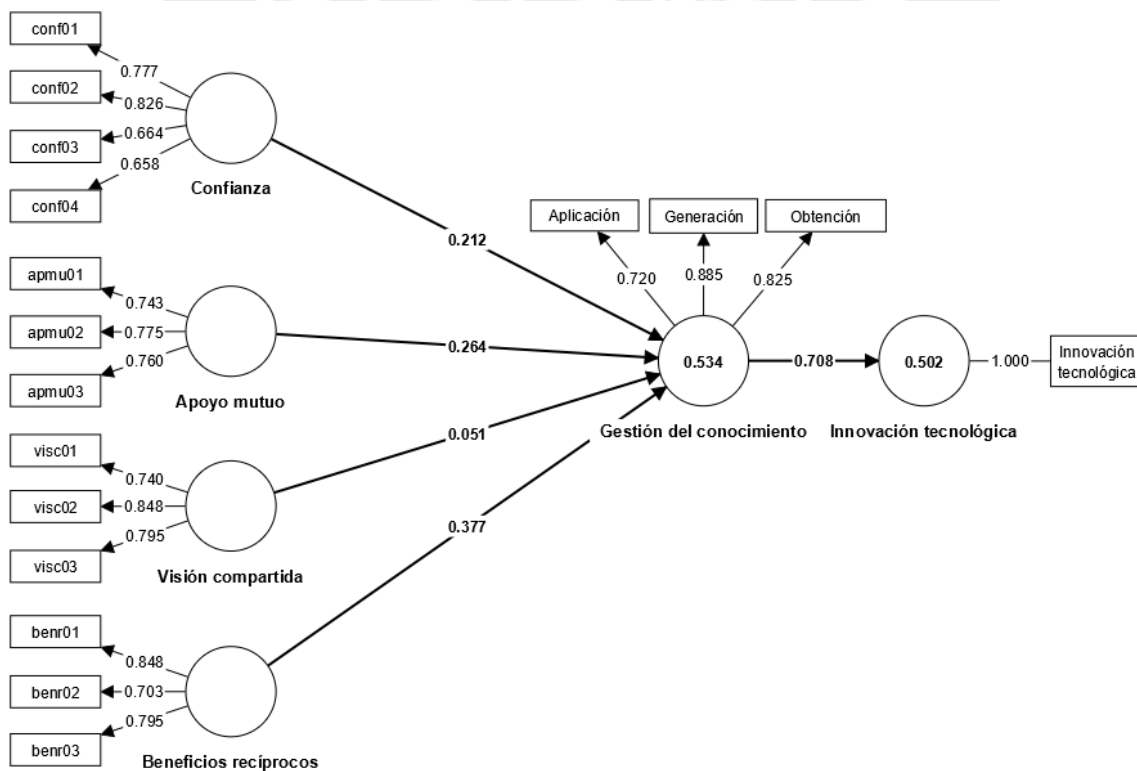 conf01
0.777
conf02
0.826
conf03
0.664
0.658
conf04
Confianza
0.212
Aplicación
Generación
Obtención
0.720
0.885
0.825
apmu01
0.743
apmu02
0.775
0.760
apmu03
Apoyo mutuo
0.264
0.534
0.708
0.502
1.000
Innovación
tecnológica
Gestión del conocimiento
Innovación tecnológica
visc01
0.740
visc02
0.848
0.795
visc03
Visión compartida
0.051
0.377
benr01
0.848
benr02
0.703
0.795
benr03
Beneficios recíprocos